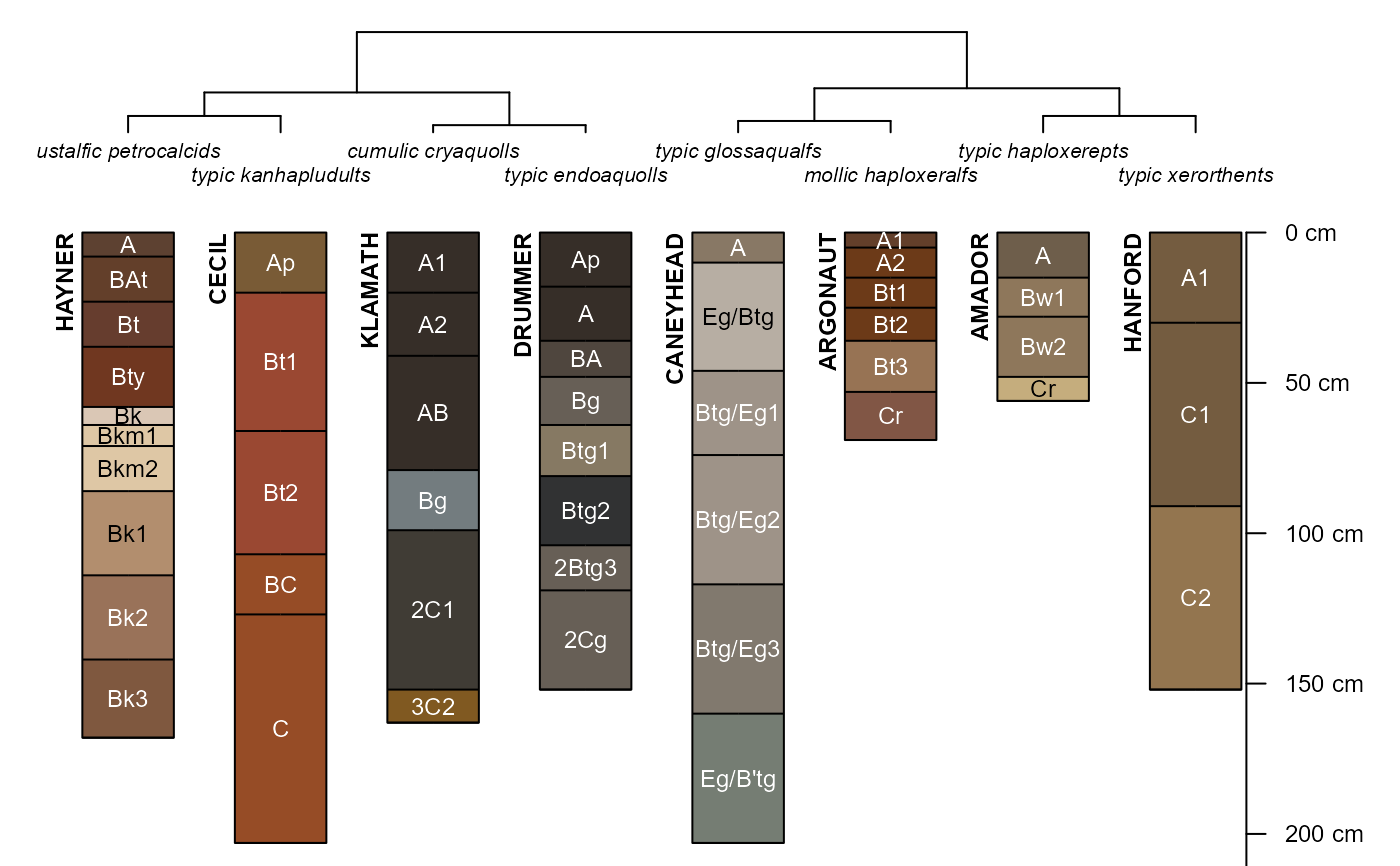 ustalfic petrocalcids
typic kanhapludults
cumulic cryaquolls
typic endoaquolls
typic glossaqualfs
mollic haploxeralfs
typic haploxerepts
typic xerorthents
HAYNER
A
BAt
Bt
Bty
Bk
Bkm1
Bkm2
Bk1
Bk2
Bk3
CECIL
Ap
Bt1
Bt2
BC
C
KLAMATH
A1
A2
AB
Bg
2C1
3C2
DRUMMER
Ap
A
BA
Bg
Btg1
Btg2
2Btg3
2Cg
CANEYHEAD
A
Eg/Btg
Btg/Eg1
Btg/Eg2
Btg/Eg3
Eg/B'tg
ARGONAUT
A1
A2
Bt1
Bt2
Bt3
Cr
AMADOR
A
Bw1
Bw2
Cr
HANFORD
A1
C1
C2
0 cm
50 cm
100 cm
150 cm
200 cm